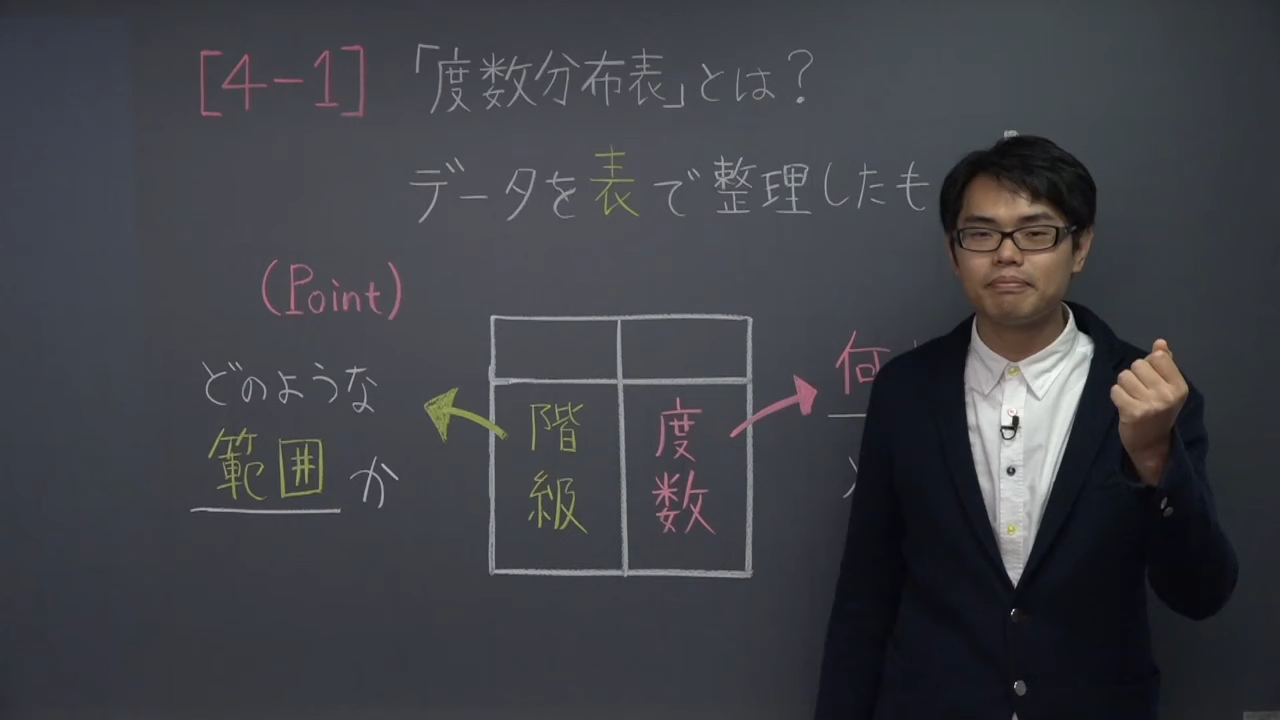 [4-1] 「度数分布表」とは？
データを表で整理したも
(Point)
どのような
範囲か
階級
度数
何